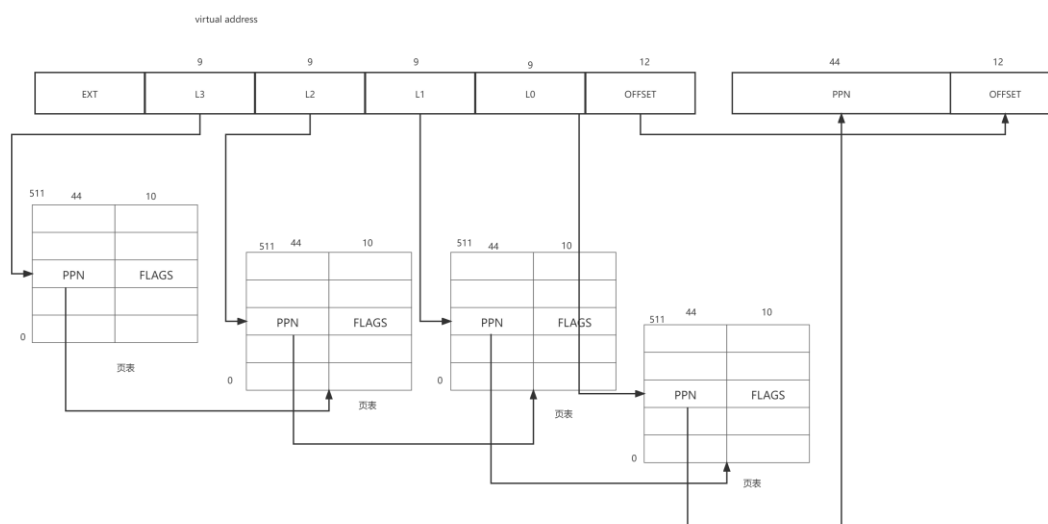 virtual address
9 9 9 9 12 44 12
EXT L3 L2 L1 L0 OFFSET PPN OFFSET
511 44 10
PPN FLAGS
0
页表
511 44 10
PPN FLAGS
0
页表
511 44 10
PPN FLAGS
0
页表
511 44 10
PPN FLAGS
0
页表